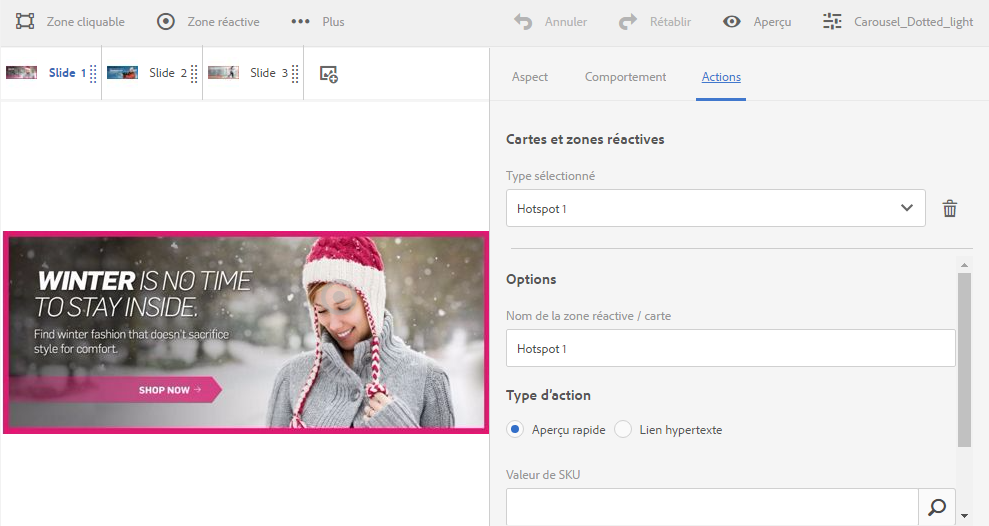 Zone cliquable
Zone réactive
Plus
Annuler
Rétablir
Aperçu
Carousel_Dotted_light
Slide 1
Slide 2
Slide 3
Aspect
Comportement
Actions
Cartes et zones réactives
Type sélectionné
Hotspot 1
WINTER IS NO TIME
TO STAY INSIDE.
Find winter fashion that doesn't sacrifice
style for comfort.
SHOP NOW →
Options
Nom de la zone réactive / carte
Hotspot 1
Type d’action
Aperçu rapide
Lien hypertexte
Valeur de SKU